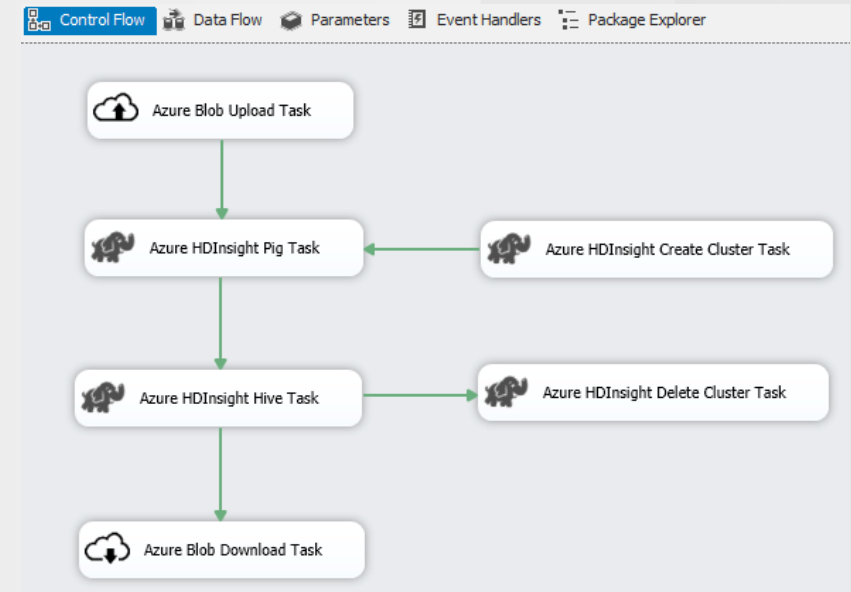 Control Flow Data Flow Parameters Event Handlers Package Explorer
Azure Blob Upload Task
Azure HDInsight Pig Task
Azure HDInsight Create Cluster Task
Azure HDInsight Hive Task
Azure HDInsight Delete Cluster Task
Azure Blob Download Task